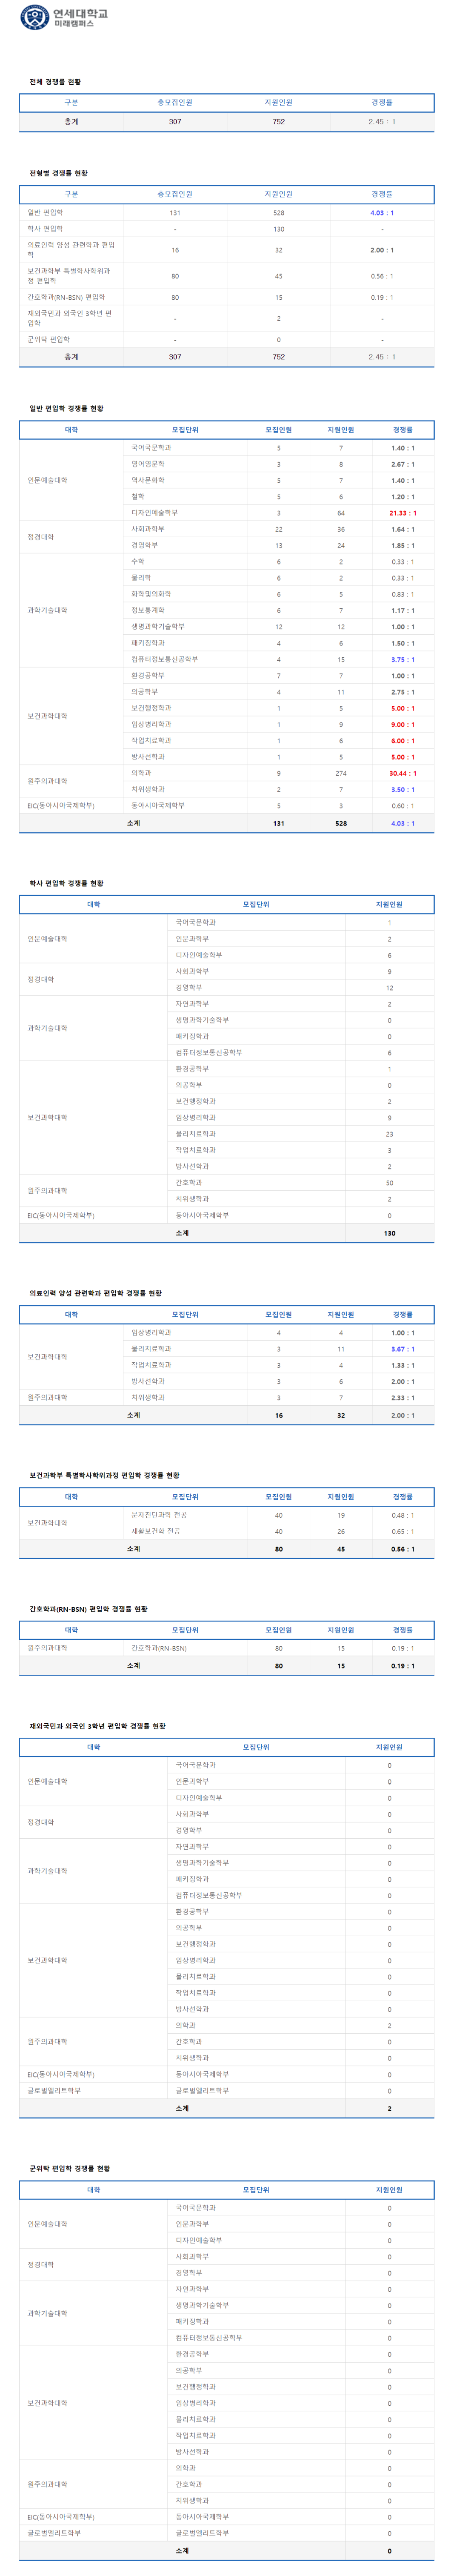 연세대학교
미래캠퍼스
전체 경쟁률 현황
구분 총모집인원 지원인원 경쟁률
총계 307 752 2.45 : 1
전형별 경쟁률 현황
구분 총모집인원 지원인원 경쟁률
일반 편입학 131 528 4.03 : 1
학사 편입학 - 130 -
의료인력 양성 관련학과 편입
학 16 32 2.00 : 1
보건과학부 특별학사학위과
정 편입학 80 45 0.56 : 1
간호학과(RN-BSN) 편입학 80 15 0.19 : 1
재외국민과 외국인 3학년 편
입학 - 2 -
군위탁 편입학 - 0 -
총계 307 752 2.45 : 1
일반 편입학 경쟁률 현황
대학 모집단위 모집인원 지원인원 경쟁률
인문예술대학 국어국문학과 5 7 1.40 : 1
영어영문학 3 8 2.67 : 1
역사문화학 5 7 1.40 : 1
철학 5 6 1.20 : 1
디자인예술학부 3 64 21.33 : 1
정경대학 사회과학부 22 36 1.64 : 1
경영학부 13 24 1.85 : 1
과학기술대학 수학 6 2 0.33 : 1
물리학 6 2 0.33 : 1
화학및의화학 6 5 0.83 : 1
정보통계학 6 7 1.17 : 1
생명과학기술학부 12 12 1.00 : 1
패키징학과 4 6 1.50 : 1
컴퓨터정보통신공학부 4 15 3.75 : 1
보건과학대학 환경공학부 7 7 1.00 : 1
의공학부 4 11 2.75 : 1
보건행정학과 1 5 5.00 : 1
임상병리학과 1 9 9.00 : 1
작업치료학과 1 6 6.00 : 1
방사선학과 1 5 5.00 : 1
원주의과대학 의학과 9 274 30.44 : 1
치위생학과 2 7 3.50 : 1
EIC(동아시아국제학부) 동아시아국제학부 5 3 0.60 : 1
소계 131 528 4.03 : 1
학사 편입학 경쟁률 현황
대학 모집단위 지원인원
인문예술대학 국어국문학과 1
인문과학부 2
디자인예술학부 6
정경대학 사회과학부 9
경영학부 12
과학기술대학 자연과학부 2
생명과학기술학부 0
패키징학과 0
컴퓨터정보통신공학부 6
보건과학대학 환경공학부 1
의공학부 0
보건행정학과 2
임상병리학과 9
물리치료학과 23
작업치료학과 3
방사선학과 2
원주의과대학 간호학과 50
치위생학과 2
EIC(동아시아국제학부) 동아시아국제학부 0
소계 130
의료인력 양성 관련학과 편입학 경쟁률 현황
대학 모집단위 모집인원 지원인원 경쟁률
보건과학대학 임상병리학과 4 4 1.00 : 1
물리치료학과 3 11 3.67 : 1
작업치료학과 3 4 1.33 : 1
방사선학과 3 6 2.00 : 1
원주의과대학 치위생학과 3 7 2.33 : 1
소계 16 32 2.00 : 1
보건과학부 특별학사학위과정 편입학 경쟁률 현황
대학 모집단위 모집인원 지원인원 경쟁률
보건과학대학 분자진단과학 전공 40 19 0.48 : 1
재활보건학 전공 40 26 0.65 : 1
소계 80 45 0.56 : 1
간호학과(RN-BSN) 편입학 경쟁률 현황
대학 모집단위 모집인원 지원인원 경쟁률
원주의과대학 간호학과(RN-BSN) 80 15 0.19 : 1
소계 80 15 0.19 : 1
재외국민과 외국인 3학년 편입학 경쟁률 현황
대학 모집단위 지원인원
인문예술대학 국어국문학과 0
인문과학부 0
디자인예술학부 0
정경대학 사회과학부 0
경영학부 0
과학기술대학 자연과학부 0
생명과학기술학부 0
패키징학과 0
컴퓨터정보통신공학부 0
보건과학대학 환경공학부 0
의공학부 0
보건행정학과 0
임상병리학과 0
물리치료학과 0
작업치료학과 0
방사선학과 0
원주의과대학 의학과 2
간호학과 0
치위생학과 0
EIC(동아시아국제학부) 동아시아국제학부 0
글로벌엘리트학부 글로벌엘리트학부 0
소계 2
군위탁 편입학 경쟁률 현황
대학 모집단위 지원인원
인문예술대학 국어국문학과 0
인문과학부 0
디자인예술학부 0
정경대학 사회과학부 0
경영학부 0
과학기술대학 자연과학부 0
생명과학기술학부 0
패키징학과 0
컴퓨터정보통신공학부 0
보건과학대학 환경공학부 0
의공학부 0
보건행정학과 0
임상병리학과 0
물리치료학과 0
작업치료학과 0
방사선학과 0
원주의과대학 의학과 0
간호학과 0
치위생학과 0
EIC(동아시아국제학부) 동아시아국제학부 0
글로벌엘리트학부 글로벌엘리트학부 0
소계 0